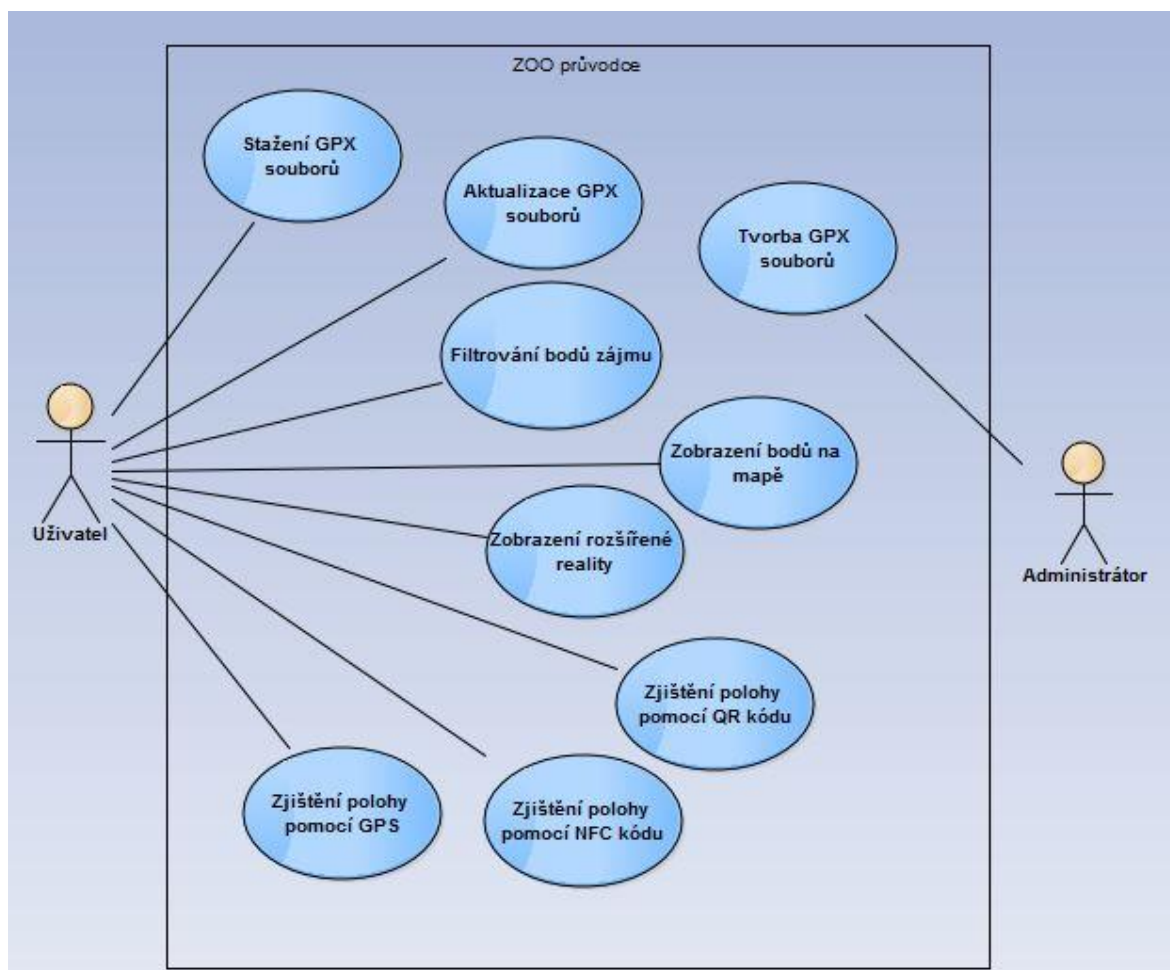 ZOO průvodce
Stažení GPX
souborů
Aktualizace GPX
souborů
Tvorba GPX
souborů
Filtrování bodů zájmu
Zobrazení bodů na
mapě
Uživatel
Zobrazení rozšířené
reality
Administrátor
Zjištění polohy
pomocí QR kódu
Zjištění polohy
pomocí GPS
Zjištění polohy
pomocí NFC kódu